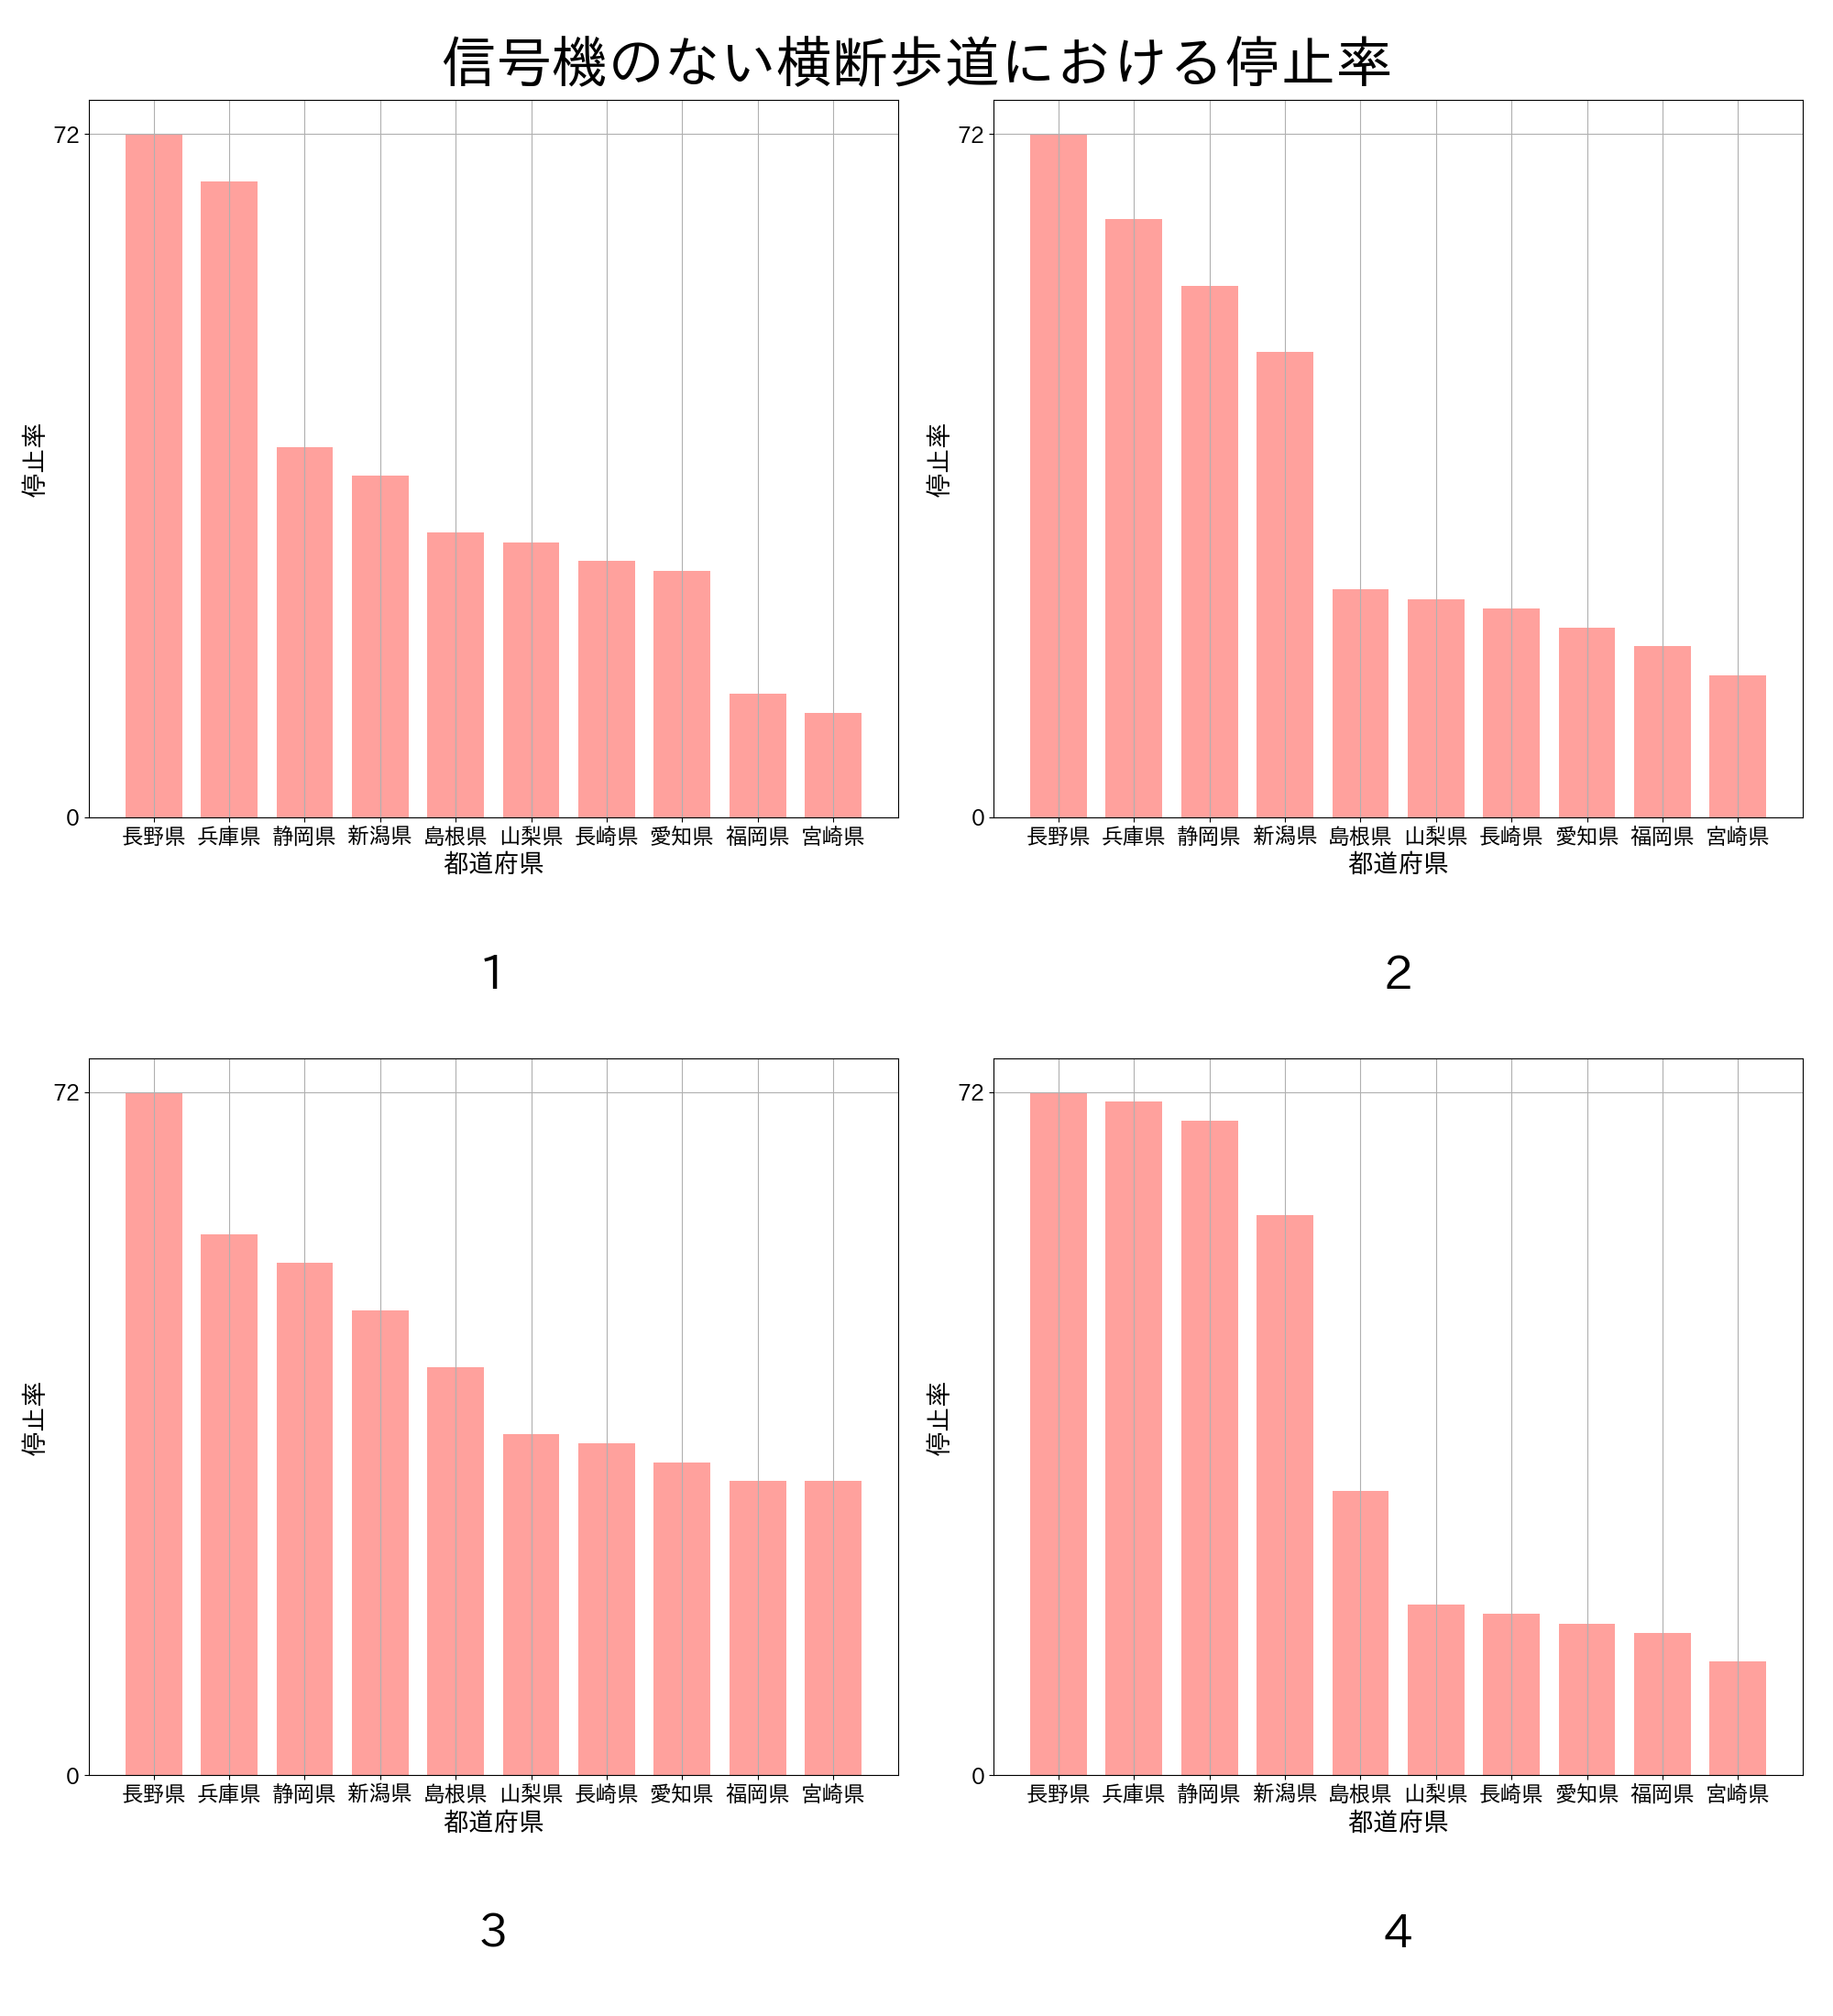 信号機のない横断歩道における停止率
72
停止率
0
長野県 兵庫県 静岡県 新潟県 島根県 山梨県 長崎県 愛知県 福岡県 宮崎県
都道府県
1
72
停止率
0
長野県 兵庫県 静岡県 新潟県 島根県 山梨県 長崎県 愛知県 福岡県 宮崎県
都道府県
2
72
停止率
0
長野県 兵庫県 静岡県 新潟県 島根県 山梨県 長崎県 愛知県 福岡県 宮崎県
都道府県
3
72
停止率
0
長野県 兵庫県 静岡県 新潟県 島根県 山梨県 長崎県 愛知県 福岡県 宮崎県
都道府県
4